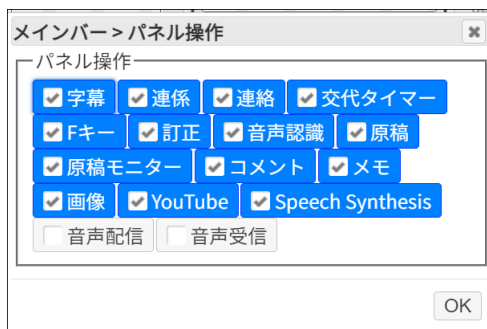 メインバー > パネル操作
パネル操作
字幕 連係 連絡 交代タイマー
Fキー 訂正 音声認識 原稿
原稿モニター コメント メモ
画像 YouTube Speech Synthesis
音声配信 音声受信
OK